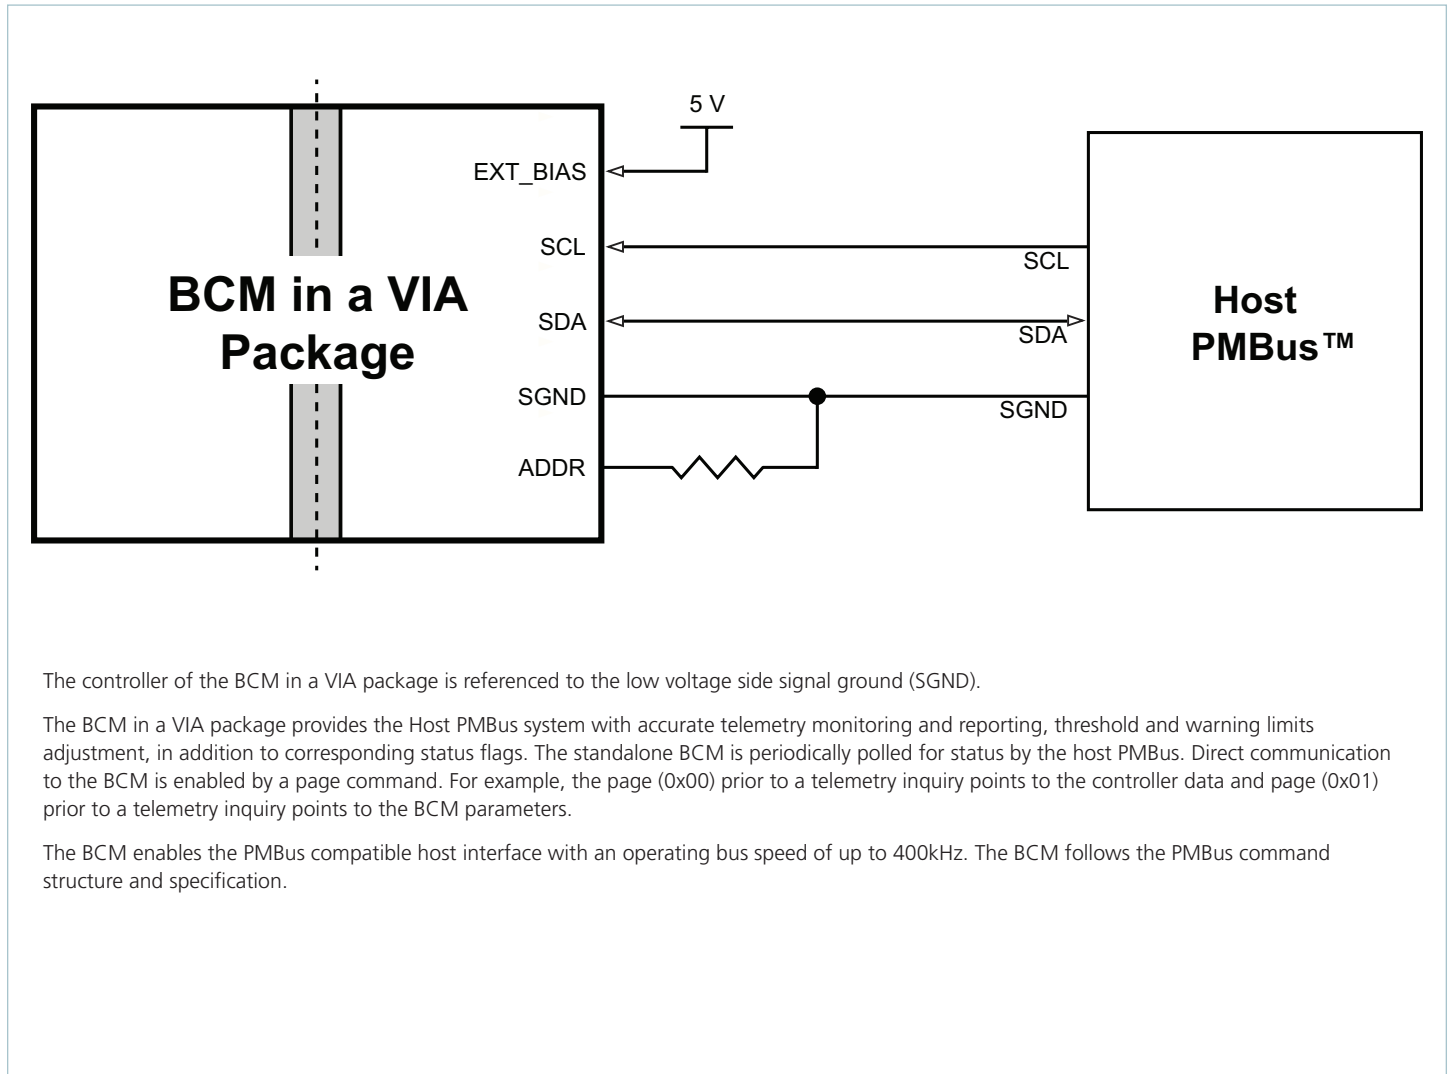 5 V
EXT_BIAS
SCL
SCL
BCM in a VIA
Package
Host
PMBus™
SDA
SDA
SGND
SGND
ADDR
The controller of the BCM in a VIA package is referenced to the low voltage side signal ground (SGND).
The BCM in a VIA package provides the Host PMBus system with accurate telemetry monitoring and reporting, threshold and warning limits
adjustment, in addition to corresponding status flags. The standalone BCM is periodically polled for status by the host PMBus. Direct communication
to the BCM is enabled by a page command. For example, the page (0x00) prior to a telemetry inquiry points to the controller data and page (0x01)
prior to a telemetry inquiry points to the BCM parameters.
The BCM enables the PMBus compatible host interface with an operating bus speed of up to 400kHz. The BCM follows the PMBus command
structure and specification.